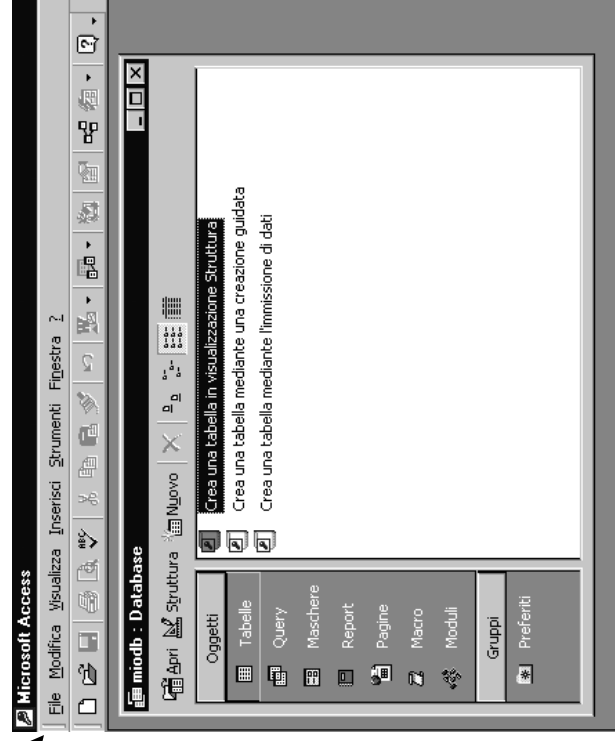 Microsoft Access
File Modifica Visualizza Inserisci Strumenti Finestra ?
ABC
miodb : Database
Apri Struttura Nuovo
Oggetti
Tabelle
Query
Maschere
Report
Pagine
Macro
Moduli
Gruppi
Preferiti
Crea una tabella in visualizzazione Struttura
Crea una tabella mediante una creazione guidata
Crea una tabella mediante l'immissione di dati